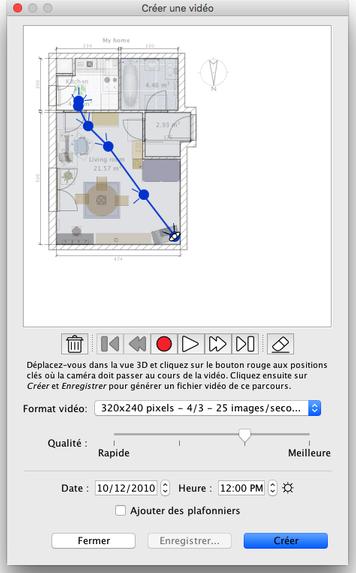 Créer une vidéo
My home
Kitchen
4.46 m²
N
2.93 m²
Living room
21.57 m²
474
Déplacez-vous dans la vue 3D et cliquez sur le bouton rouge aux positions
clés où la caméra doit passer au cours de la vidéo. Cliquez ensuite sur
Créer et Enregistrer pour générer un fichier vidéo de ce parcours.
Format vidéo: 320x240 pixels – 4/3 – 25 images/seco...
Qualité :
Rapide Meilleure
Date : 10/12/2010 Heure : 12:00 PM
Ajouter des plafonniers
Fermer Enregistrer... Créer